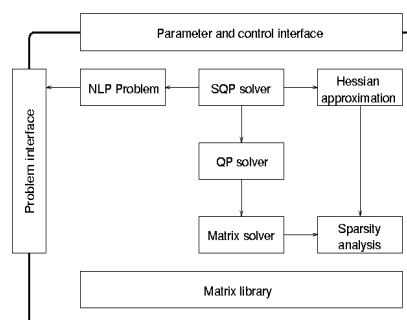 Parameter and control interface
Problem interface
NLP Problem
SQP solver
Hessian
approximation
QP solver
Matrix solver
Sparsity
analysis
Matrix library